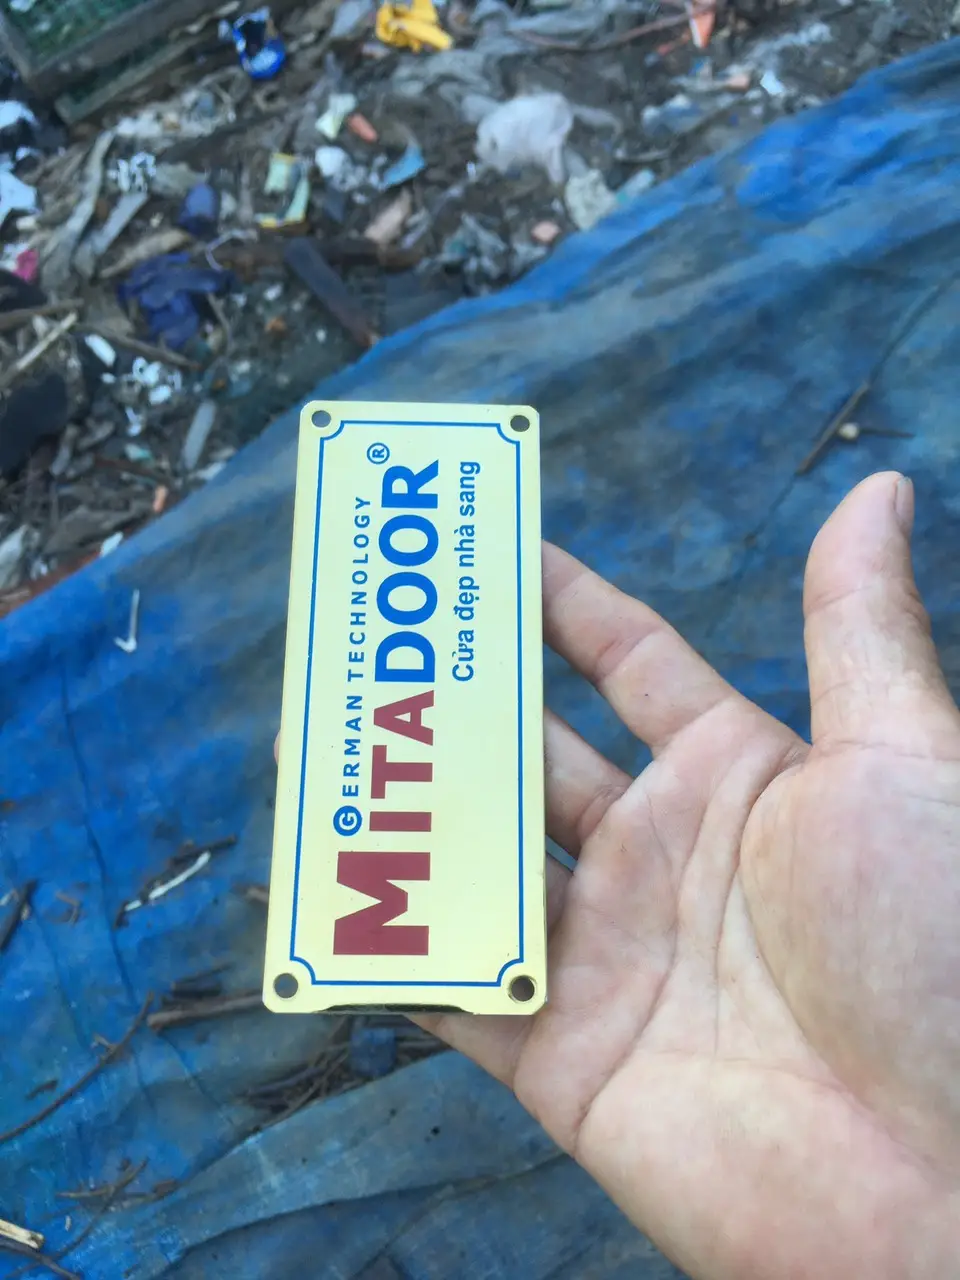 GERMAN TECHNOLOGY
MITADOOR®
Cửa đẹp nhà sang